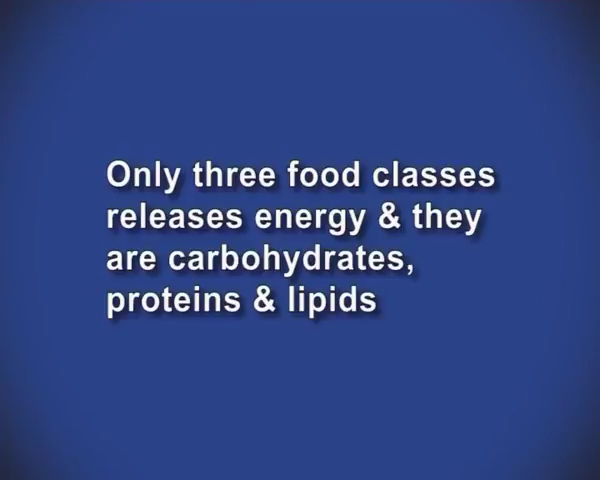 Only three food classes
releases energy & they
are carbohydrates,
proteins & lipids